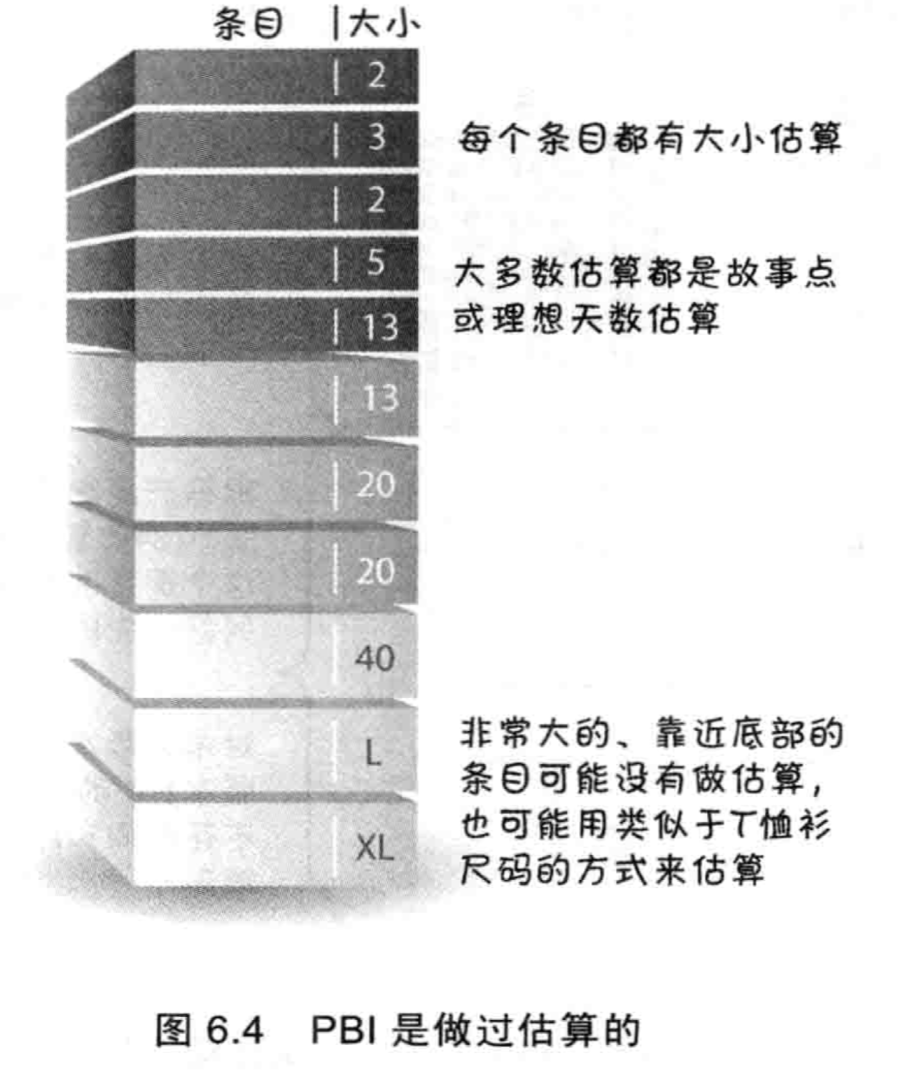 条目 |大小
2
3
每个条目都有大小估算
2
5
大多数估算都是故事点
或理想天数估算
13
13
20
20
40
L
非常大的、靠近底部的
条目可能没有做估算，
也可能用类似于T恤衫
尺码的方式来估算
XL
图 6.4 PBI 是做过估算的